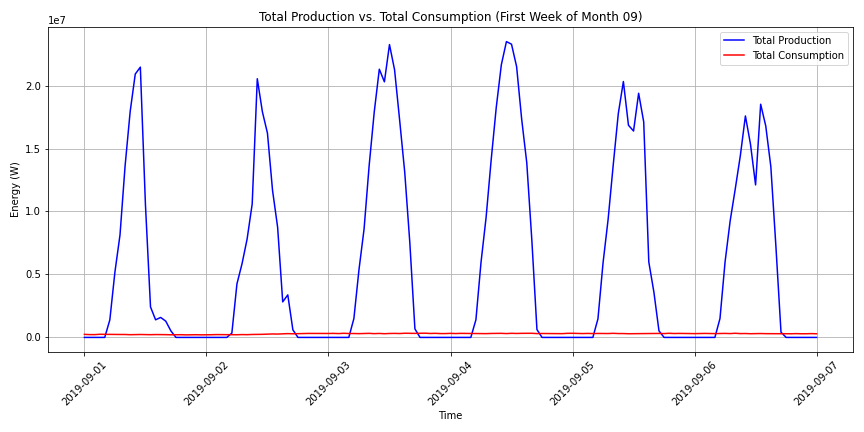 Total Production vs. Total Consumption (First Week of Month 09)
1e7
Total Production
Total Consumption
2.0
1.5
1.0
0.5
0.0
Energy (W)
2019-09-01
2019-09-02
2019-09-03
2019-09-04
2019-09-05
2019-09-06
2019-09-07
Time